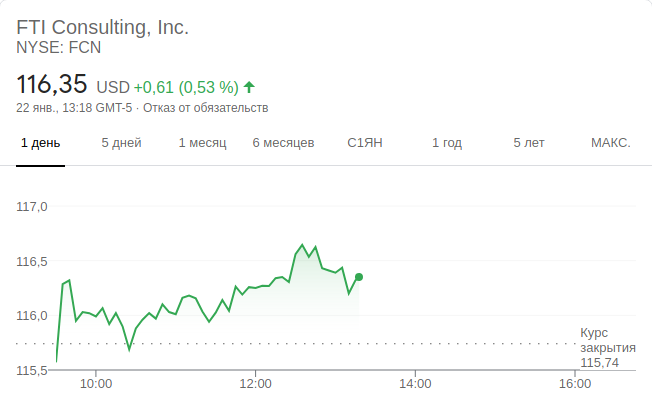 FTI Consulting, Inc.
NYSE: FCN
116,35 USD +0,61 (0,53 %)
22 янв., 13:18 GMT-5 · Отказ от обязательств
1 день 5 дней 1 месяц 6 месяцев С1ЯН 1 год 5 лет МАКС.
117,0
116,5
116,0
Курс
закрытия
115,74
115,5
10:00 12:00 14:00 16:00